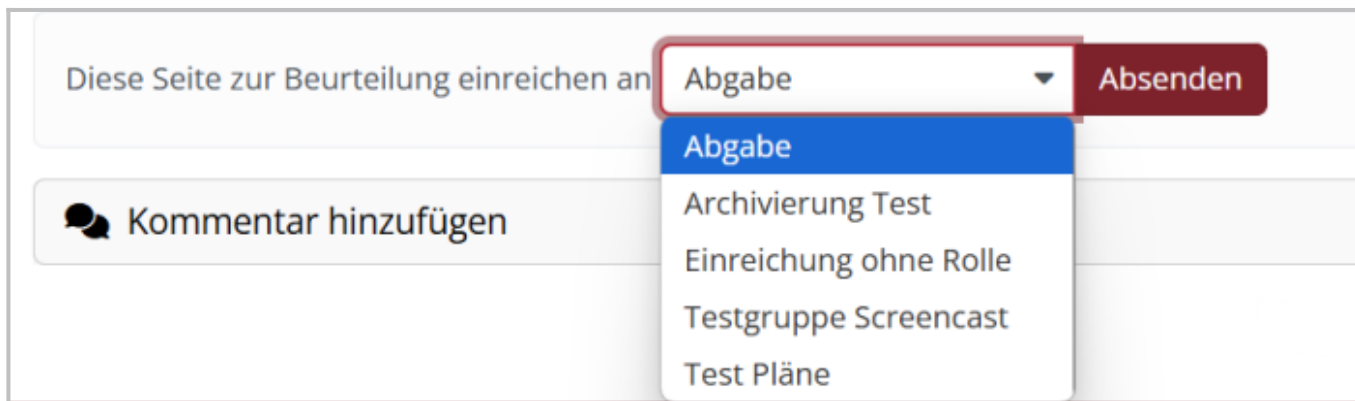 Diese Seite zur Beurteilung einreichen an Abgabe Absenden
Abgabe
Archivierung Test
Kommentar hinzufügen
Einreichung ohne Rolle
Testgruppe Screencast
Test Pläne